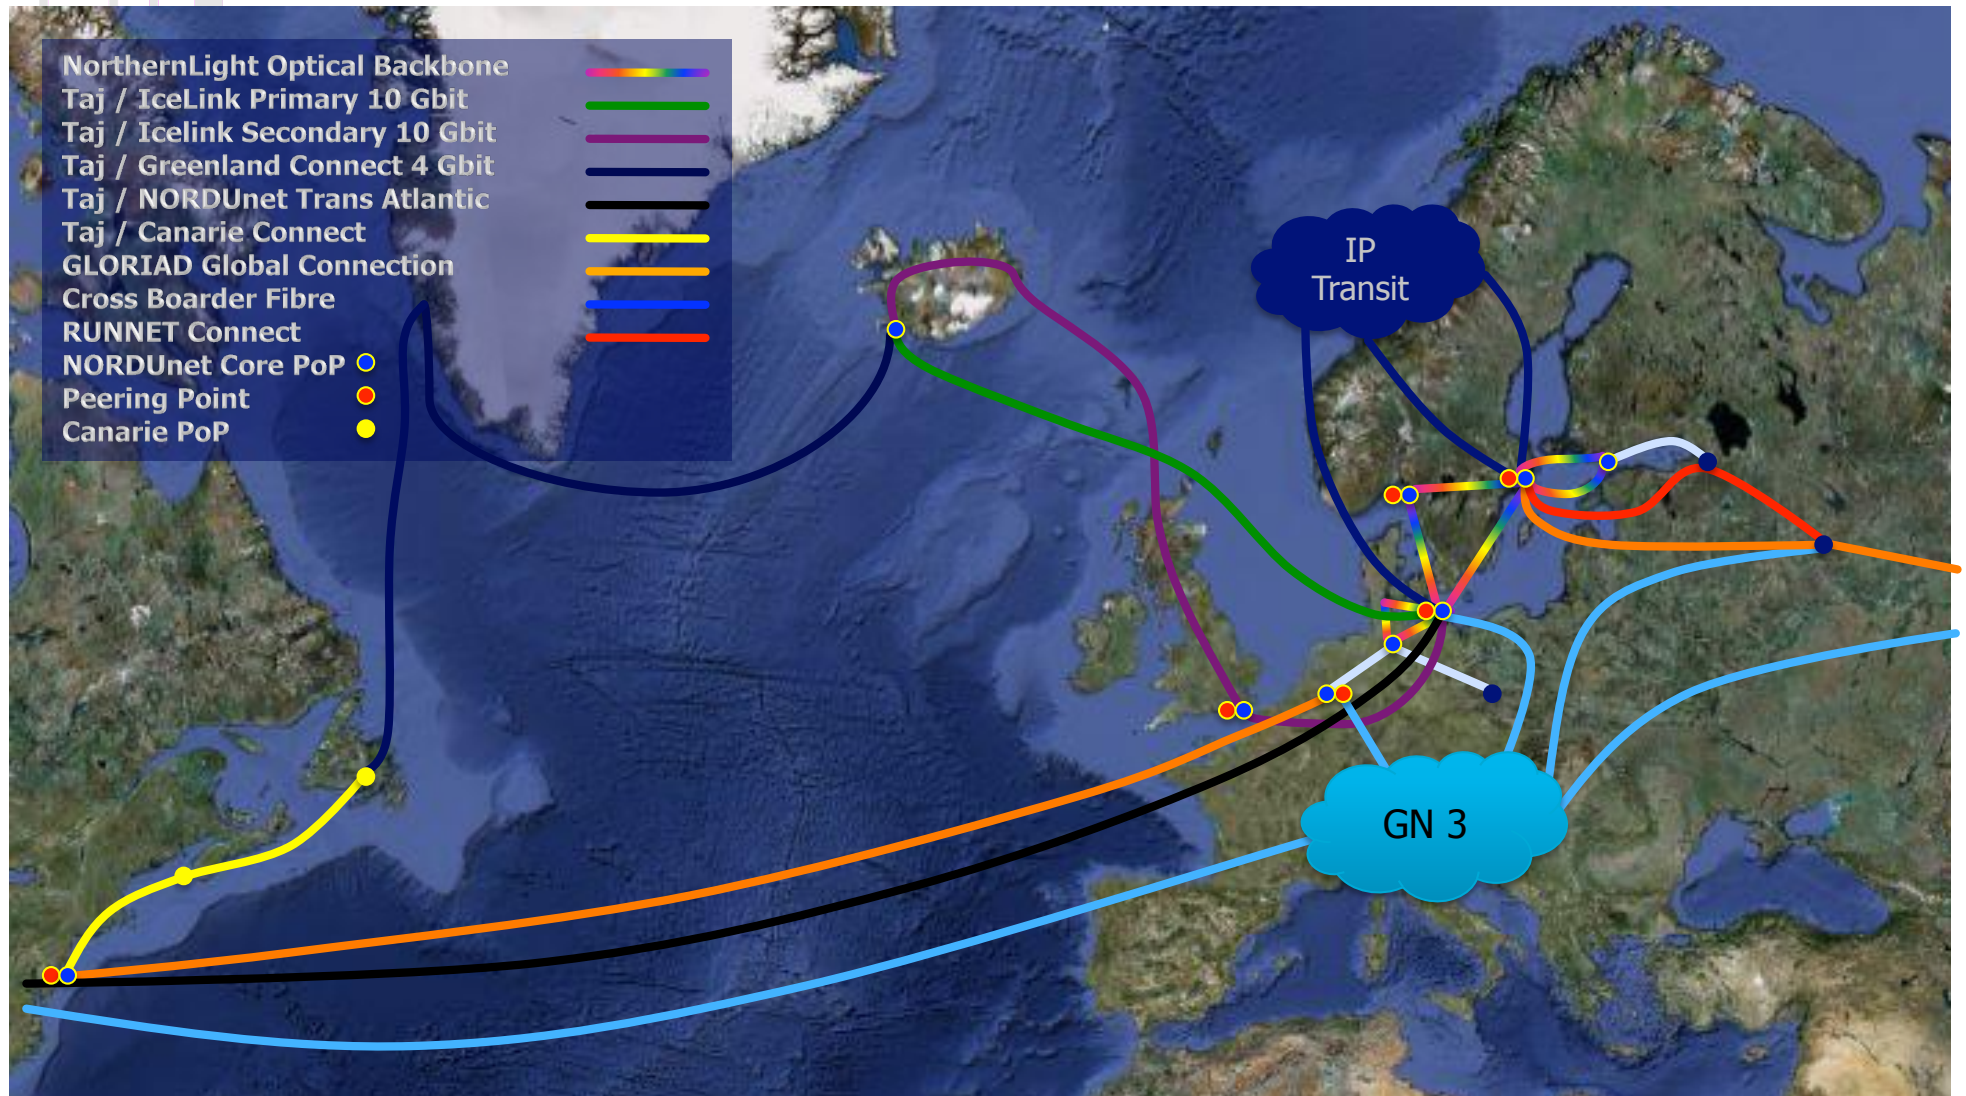 NorthernLight Optical Backbone
Taj / IceLink Primary 10 Gbit
Taj / Icelink Secondary 10 Gbit
Taj / Greenland Connect 4 Gbit
Taj / NORDUnet Trans Atlantic
Taj / Canarie Connect
GLORIAD Global Connection
Cross Boarder Fibre
RUNNET Connect
NORDUnet Core PoP
Peering Point
Canarie PoP
IP
Transit
GN 3